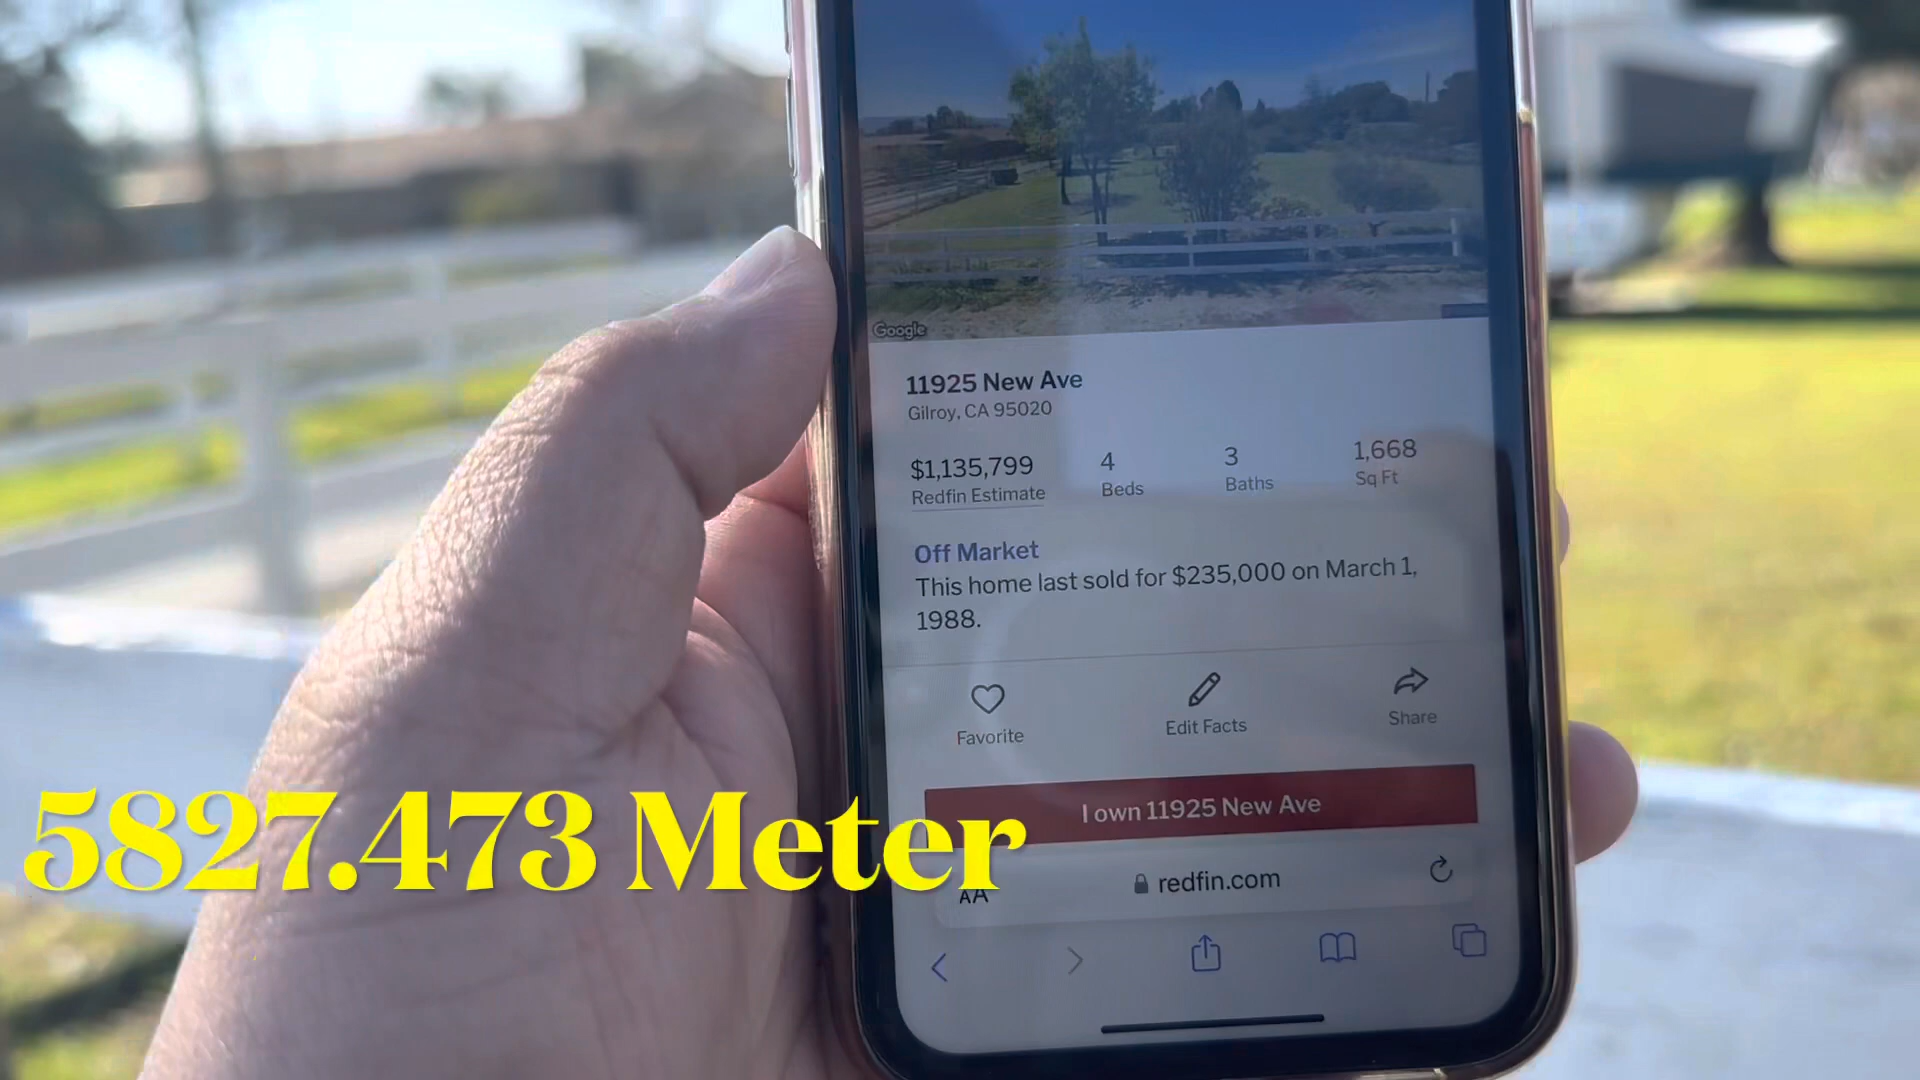 Google
11925 New Ave
Gilroy, CA 95020
$1,135,799
Redfin Estimate
4
Beds
3
Baths
1,668
Sq Ft
Off Market
This home last sold for $235,000 on March 1,
1988.
Favorite
Edit Facts
Share
I own 11925 New Ave
5827.473 Meter
AA
redfin.com